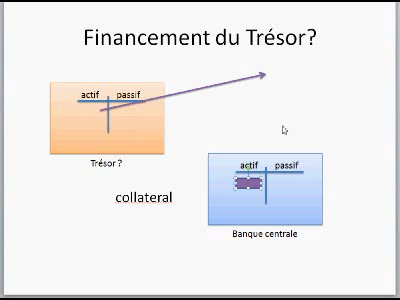 Financement du Trésor?
actif passif
Trésor ?
actif passif
collateral
Banque centrale